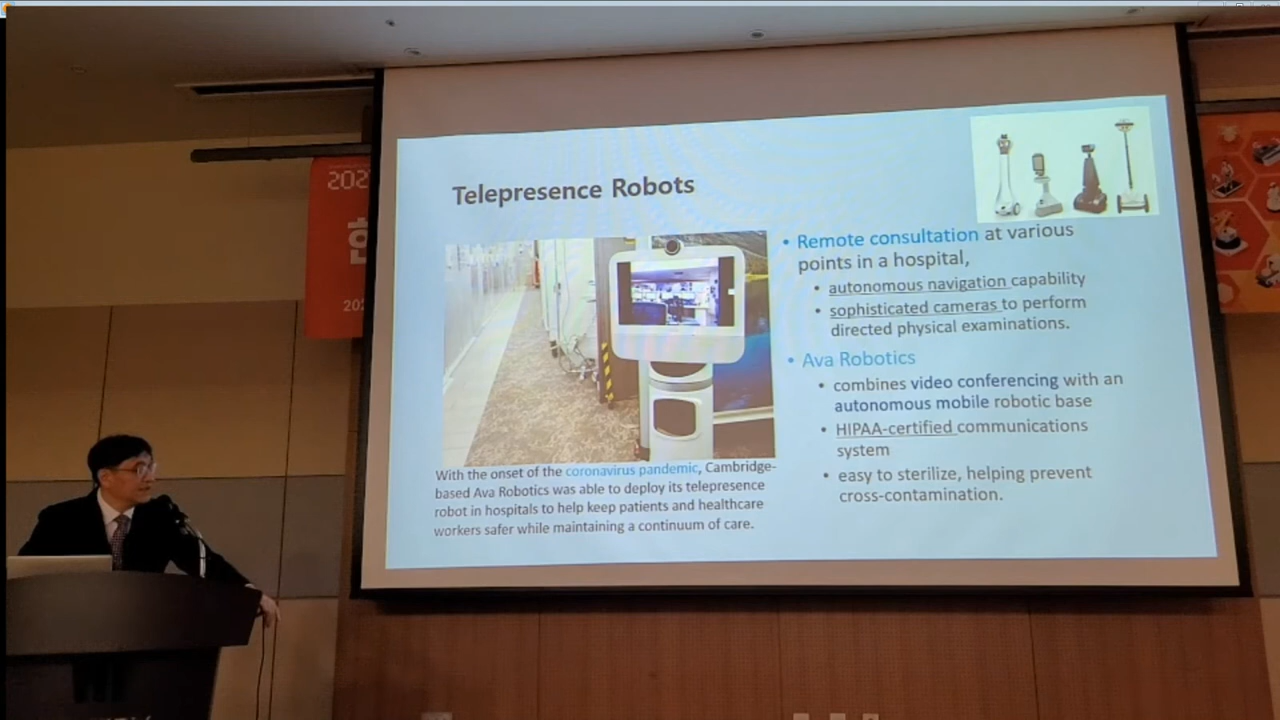 Telepresence Robots
• Remote consultation at various
points in a hospital,
• autonomous navigation capability
• sophisticated cameras to perform
directed physical examinations.
• Ava Robotics
• combines video conferencing with an
autonomous mobile robotic base
• HIPAA-certified communications
system
• easy to sterilize, helping prevent
cross-contamination.
With the onset of the coronavirus pandemic, Cambridge-
based Ava Robotics was able to deploy its telepresence
robot in hospitals to help keep patients and healthcare
workers safer while maintaining a continuum of care.